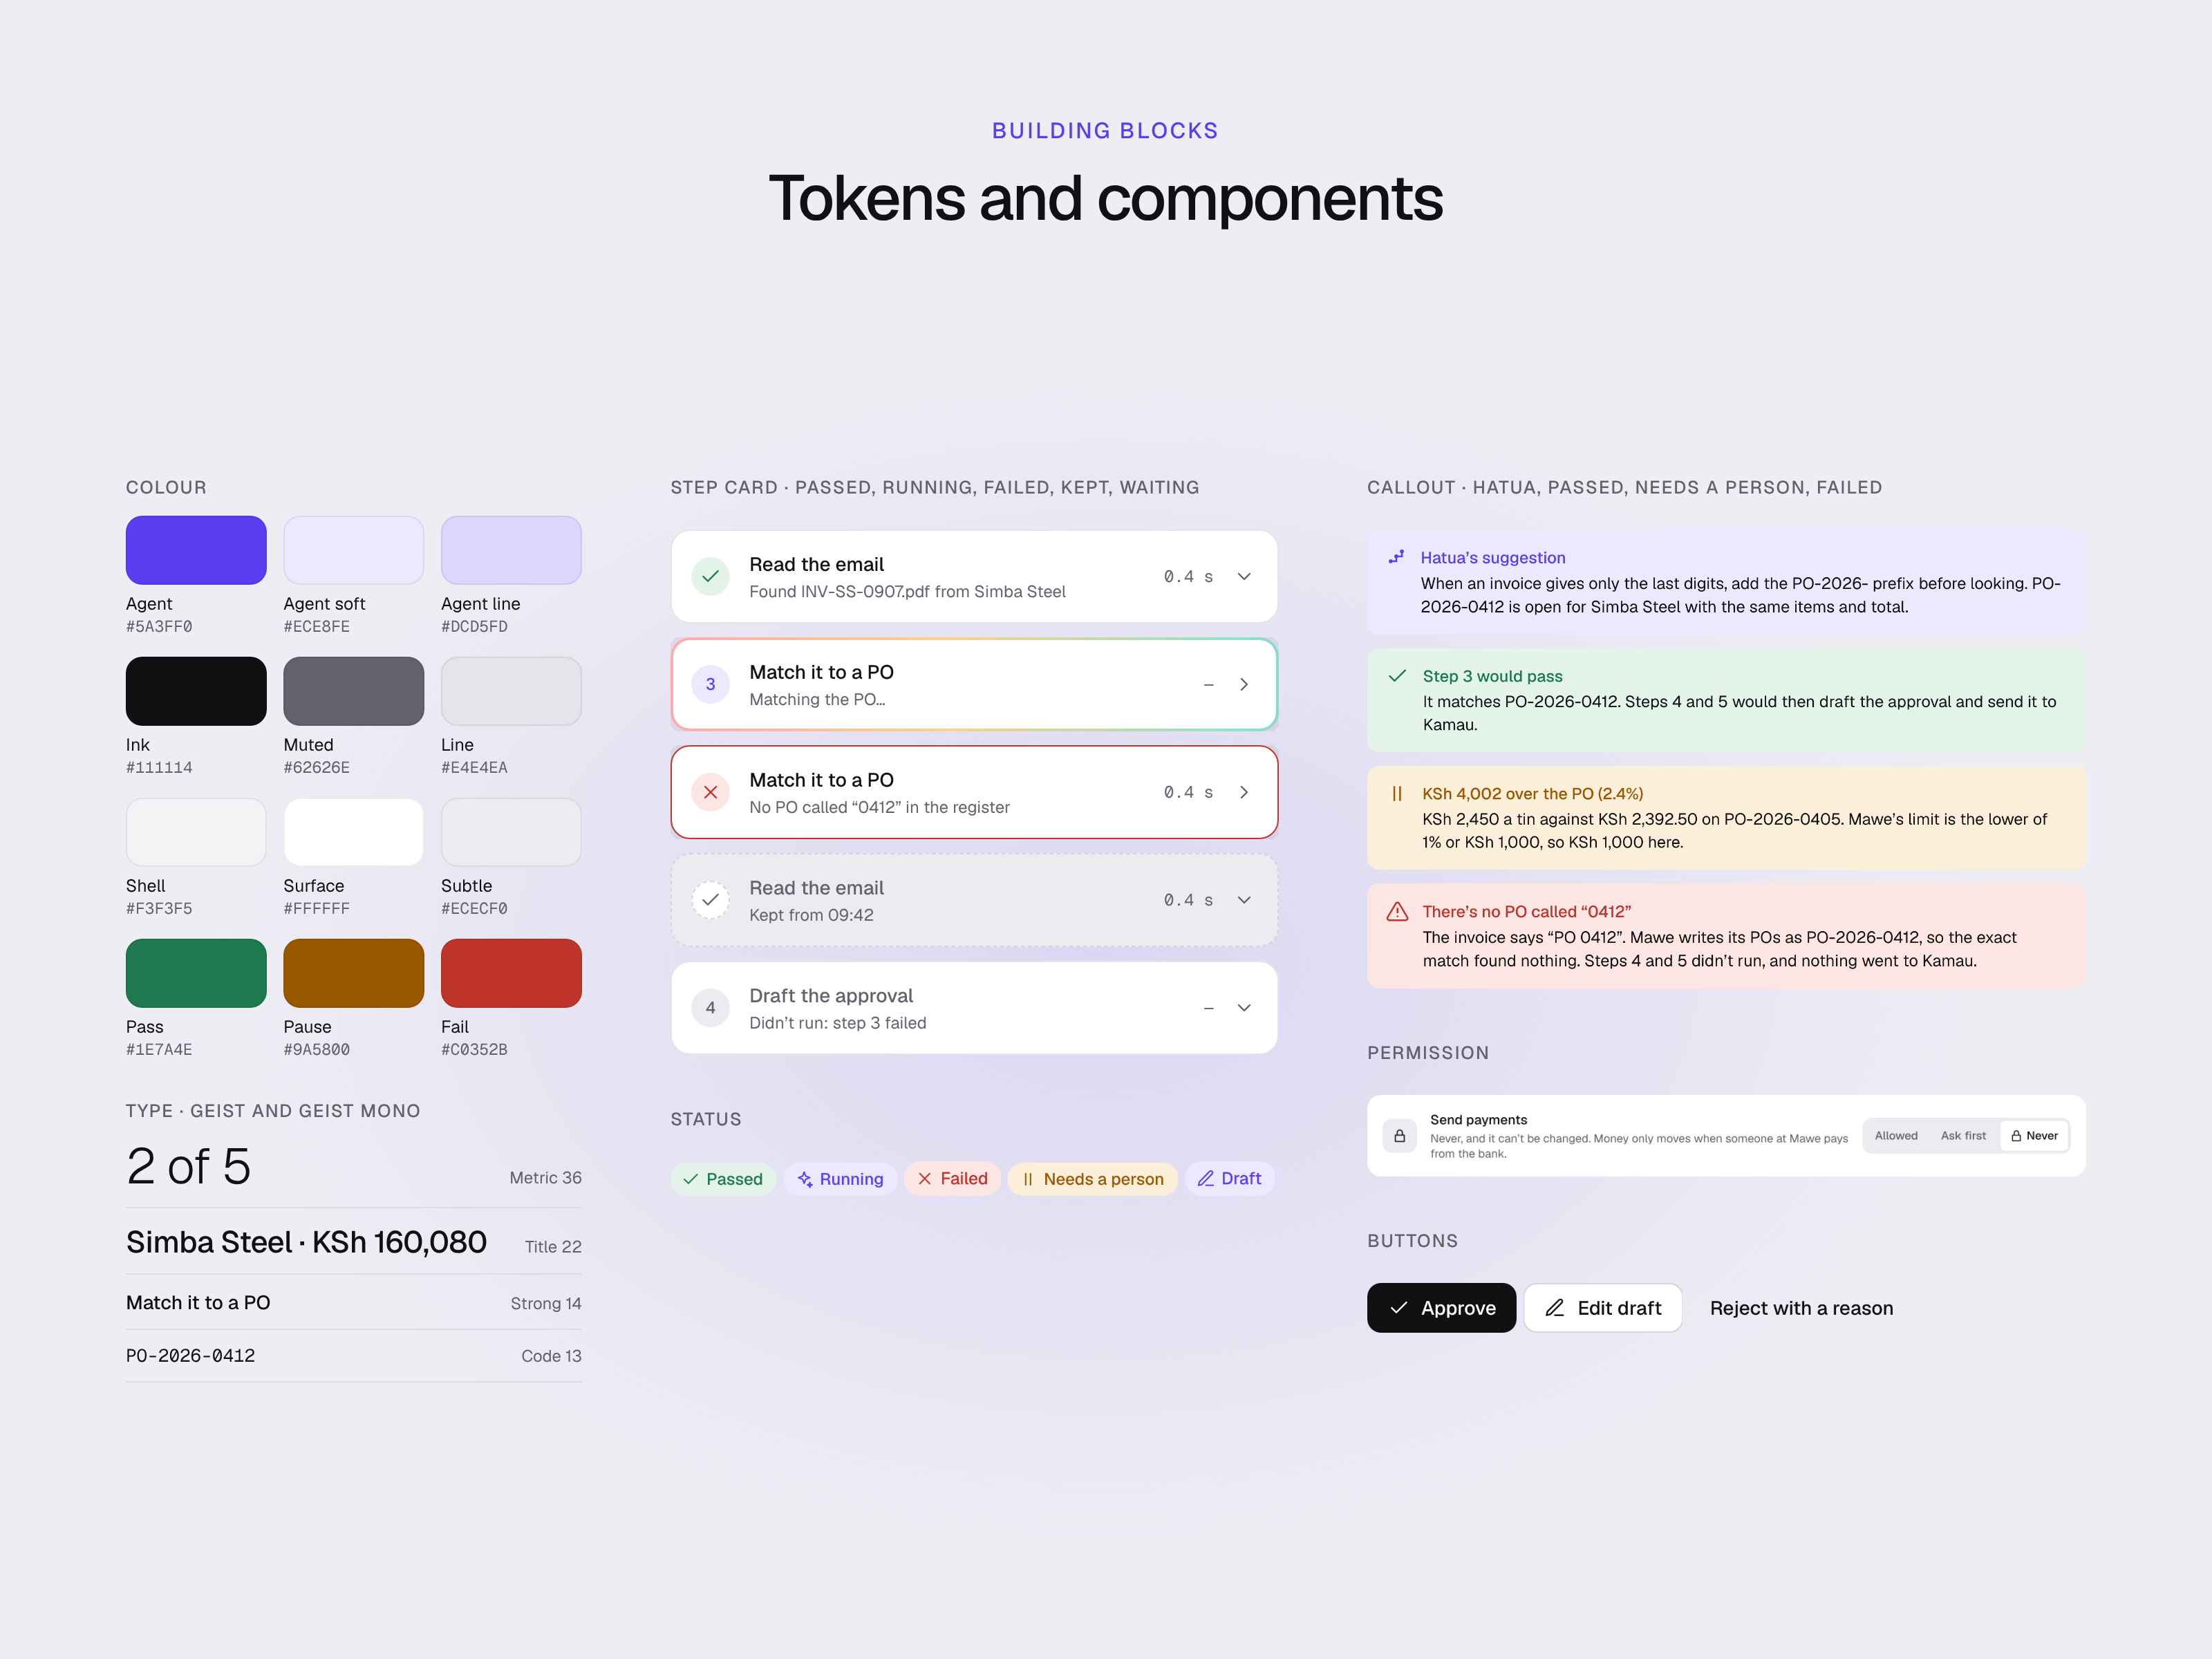 BUILDING BLOCKS
Tokens and components
COLOUR
Agent
#5A3FF0
Agent soft
#ECE8FE
Agent line
#DCD5FD
Ink
#111114
Muted
#62626E
Line
#E4E4EA
Shell
#F3F3F5
Surface
#FFFFFF
Subtle
#ECECF0
Pass
#1E7A4E
Pause
#9A5800
Fail
#C0352B
TYPE · GEIST AND GEIST MONO
2 of 5
Metric 36
Simba Steel · KSh 160,080
Title 22
Match it to a PO
Strong 14
PO-2026-0412
Code 13
STEP CARD · PASSED, RUNNING, FAILED, KEPT, WAITING
Read the email
Found INV-SS-0907.pdf from Simba Steel
0.4 s
3
Match it to a PO
Matching the PO…
–
Match it to a PO
No PO called “0412” in the register
0.4 s
Read the email
Kept from 09:42
0.4 s
4
Draft the approval
Didn’t run: step 3 failed
–
STATUS
Passed
Running
Failed
Needs a person
Draft
CALLOUT · HATUA, PASSED, NEEDS A PERSON, FAILED
Hatua’s suggestion
When an invoice gives only the last digits, add the PO-2026- prefix before looking. PO-
2026-0412 is open for Simba Steel with the same items and total.
Step 3 would pass
It matches PO-2026-0412. Steps 4 and 5 would then draft the approval and send it to
Kamau.
KSh 4,002 over the PO (2.4%)
KSh 2,450 a tin against KSh 2,392.50 on PO-2026-0405. Mawe’s limit is the lower of
1% or KSh 1,000, so KSh 1,000 here.
There’s no PO called “0412”
The invoice says “PO 0412”. Mawe writes its POs as PO-2026-0412, so the exact
match found nothing. Steps 4 and 5 didn’t run, and nothing went to Kamau.
PERMISSION
Send payments
Never, and it can’t be changed. Money only moves when someone at Mawe pays
from the bank.
Allowed
Ask first
Never
BUTTONS
Approve
Edit draft
Reject with a reason